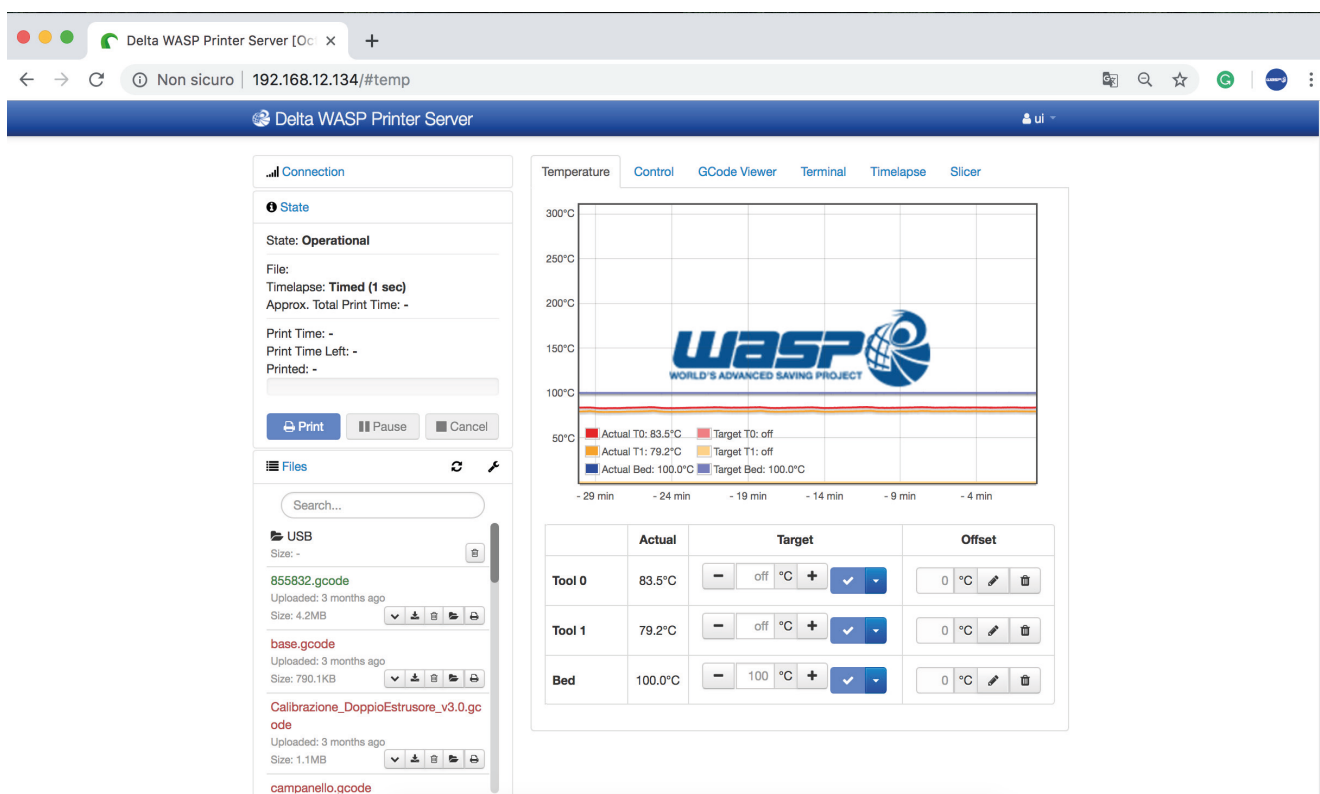 Delta WASP Printer Server [Oc
Non sicuro
192.168.12.134/#temp
WASP
Delta WASP Printer Server
ui
Connection
State
State: Operational
File:
Timelapse: Timed (1 sec)
Approx. Total Print Time: -
Print Time: -
Print Time Left: -
Printed: -
Print
Pause
Cancel
Files
Search...
USB
Size: -
855832.gcode
Uploaded: 3 months ago
Size: 4.2MB
base.gcode
Uploaded: 3 months ago
Size: 790.1KB
Calibrazione_DoppioEstrusore_v3.0.gc
ode
Uploaded: 3 months ago
Size: 1.1MB
campanello.gcode
Temperature Control GCode Viewer Terminal Timelapse Slicer
300°C
250°C
200°C
150°C
100°C
50°C
wasp
WORLD'S ADVANCED SAVING PROJECT
Actual T0: 83.5°C Target T0: off
Actual T1: 79.2°C Target T1: off
Actual Bed: 100.0°C Target Bed: 100.0°C
- 29 min - 24 min - 19 min - 14 min - 9 min - 4 min
Actual Target Offset
Tool 0 83.5°C off °C 0 °C
Tool 1 79.2°C off °C 0 °C
Bed 100.0°C 100 °C 0 °C